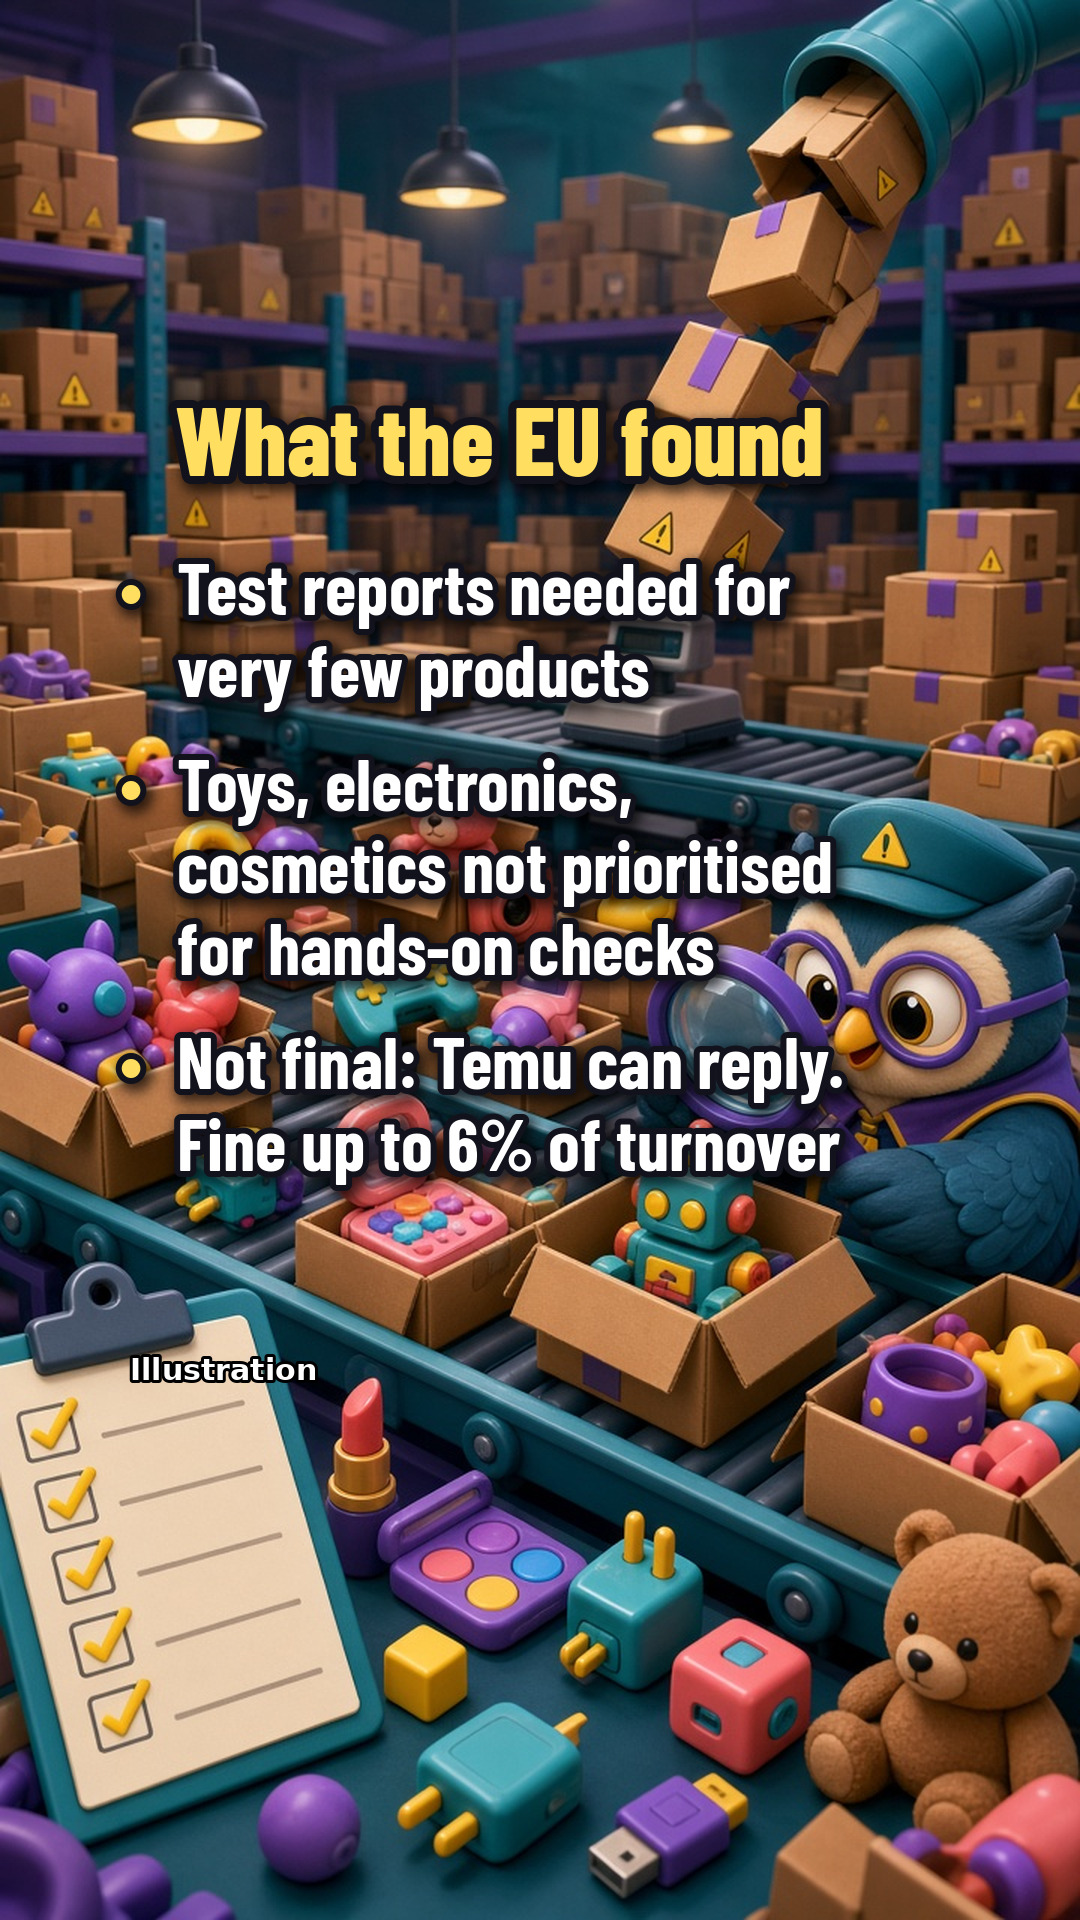 What the EU found
• Test reports needed for
very few products
• Toys, electronics,
cosmetics not prioritised
for hands-on checks
• Not final: Temu can reply.
Fine up to 6% of turnover
Illustration